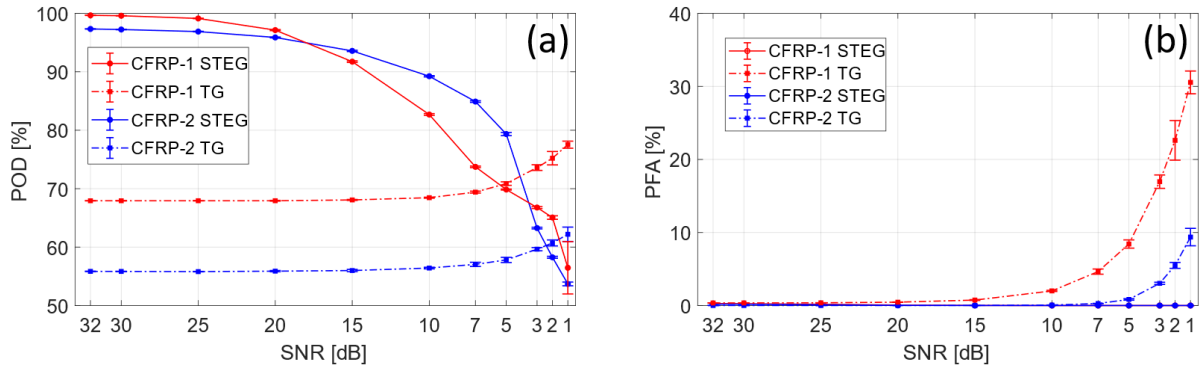 (a)
100
90
80
70
60
50
POD [%]
CFRP-1 STEG
CFRP-1 TG
CFRP-2 STEG
CFRP-2 TG
32 30 25 20 15 10 7 5 3 2 1
SNR [dB]
(b)
40
30
20
10
0
PFA [%]
CFRP-1 STEG
CFRP-1 TG
CFRP-2 STEG
CFRP-2 TG
32 30 25 20 15 10 7 5 3 2 1
SNR [dB]